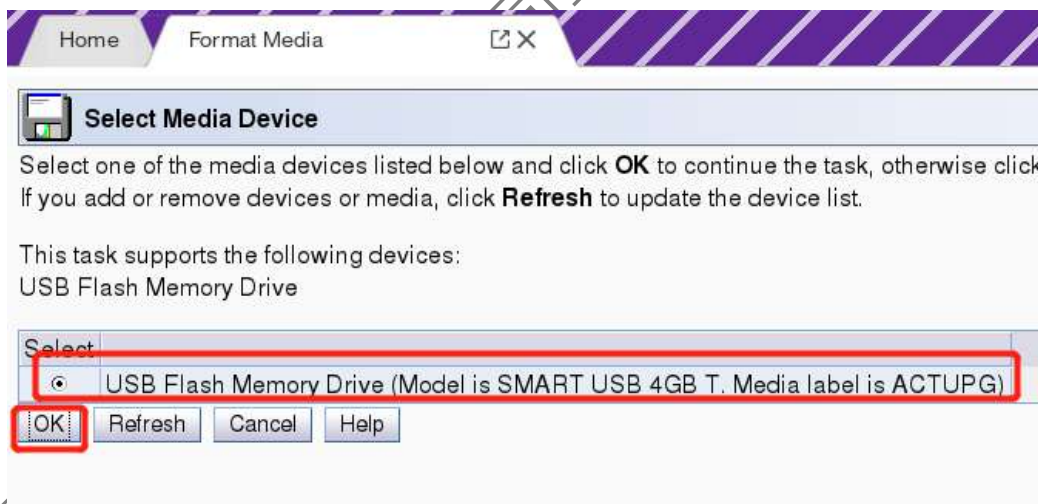 Home Format Media
Select Media Device
Select one of the media devices listed below and click OK to continue the task, otherwise click
If you add or remove devices or media, click Refresh to update the device list.
This task supports the following devices:
USB Flash Memory Drive
Select
USB Flash Memory Drive (Model is SMART USB 4GB T. Media label is ACTUPG)
OK Refresh Cancel Help